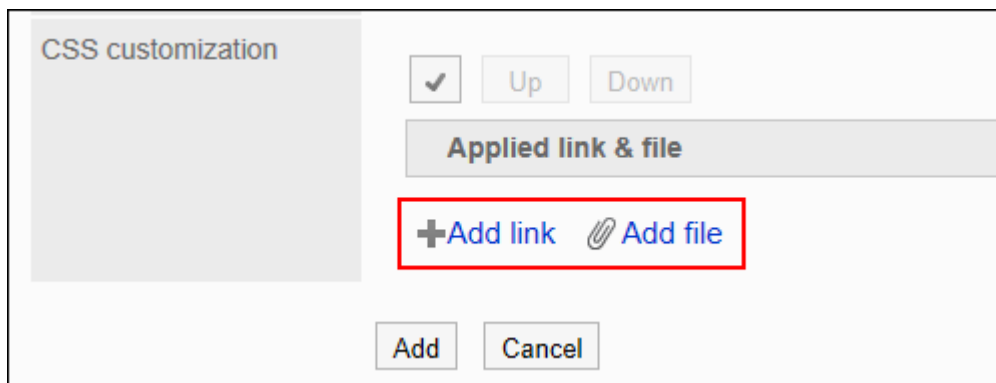 CSS customization
Up Down
Applied link & file
Add link Add file
Add Cancel